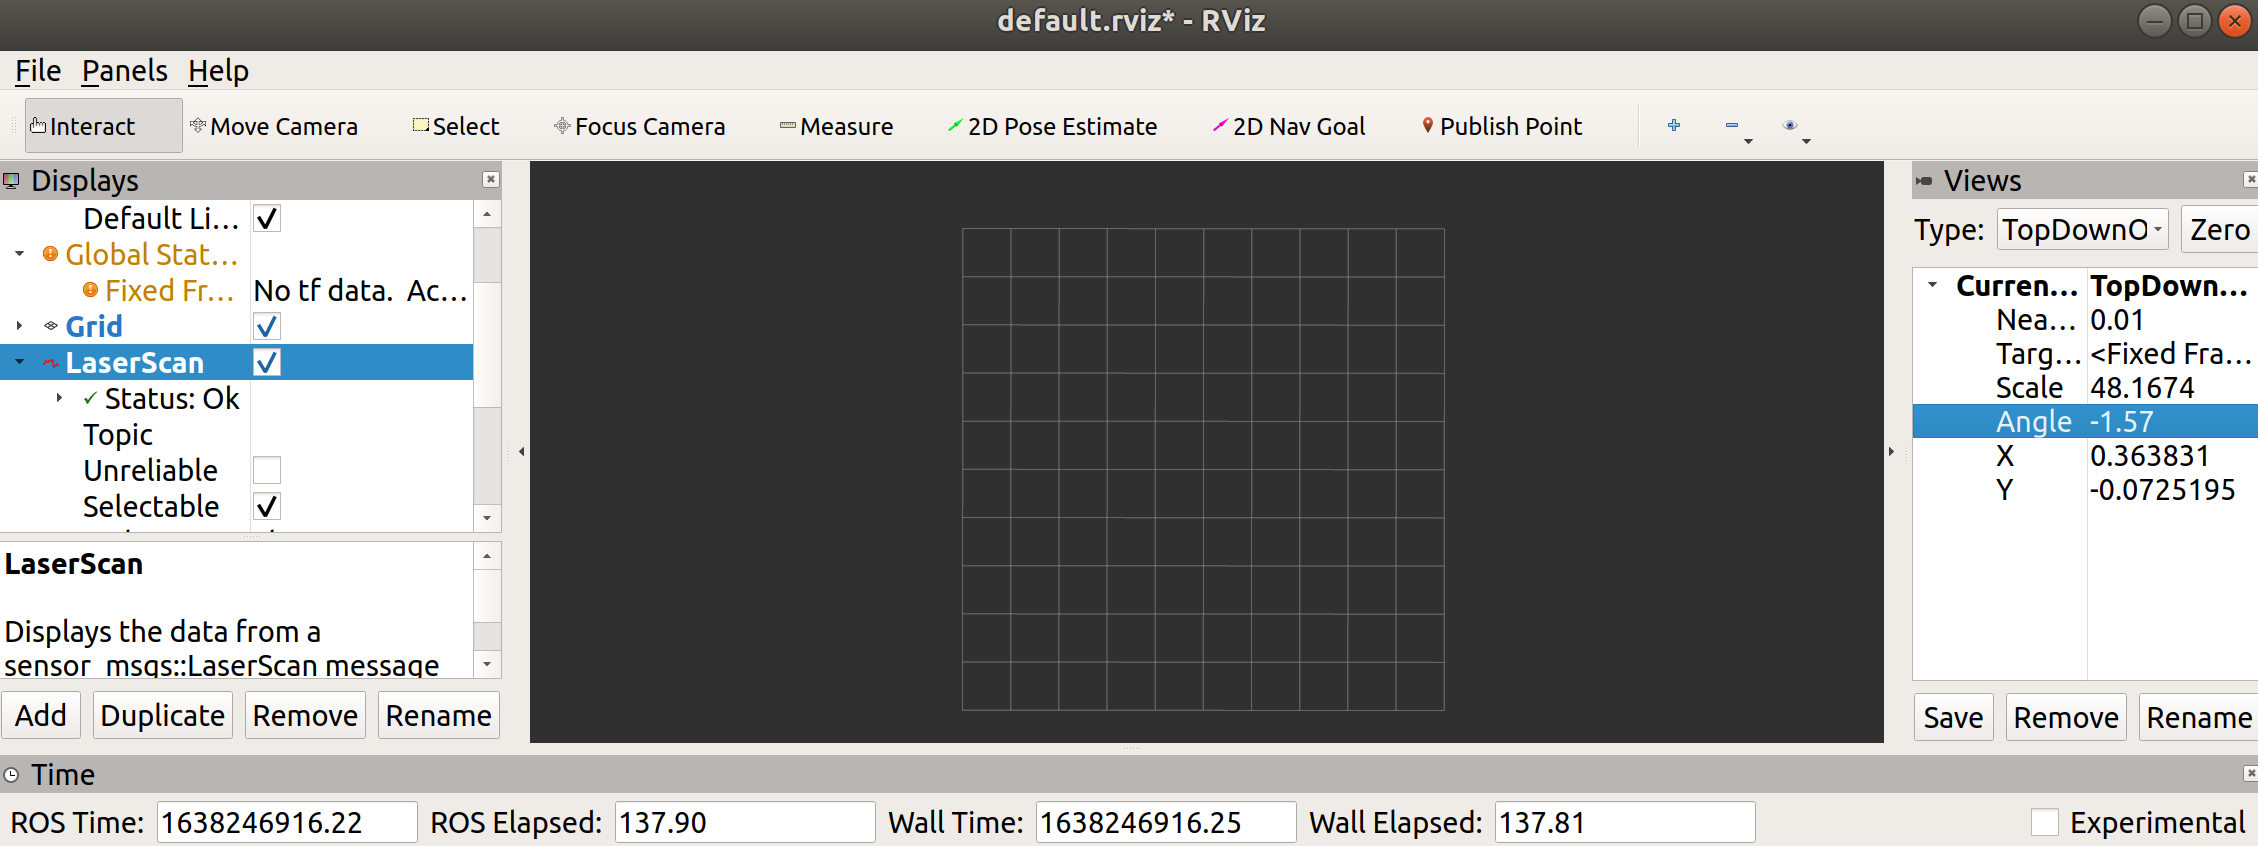 default.rviz* - RViz
File Panels Help
Interact Move Camera Select Focus Camera Measure 2D Pose Estimate 2D Nav Goal Publish Point
Displays
Default Li...
Global Stat...
Fixed Fr... No tf data. Ac...
Grid
LaserScan
Status: Ok
Topic
Unreliable
Selectable
LaserScan
Displays the data from a
sensor_msgs::LaserScan message
Add Duplicate Remove Rename
Views
Type: TopDownO Zero
Curren... TopDown...
Nea... 0.01
Targ... <Fixed Fra...
Scale 48.1674
Angle -1.57
X 0.363831
Y -0.0725195
Save Remove Rename
Time
ROS Time: 1638246916.22 ROS Elapsed: 137.90 Wall Time: 1638246916.25 Wall Elapsed: 137.81 Experimental